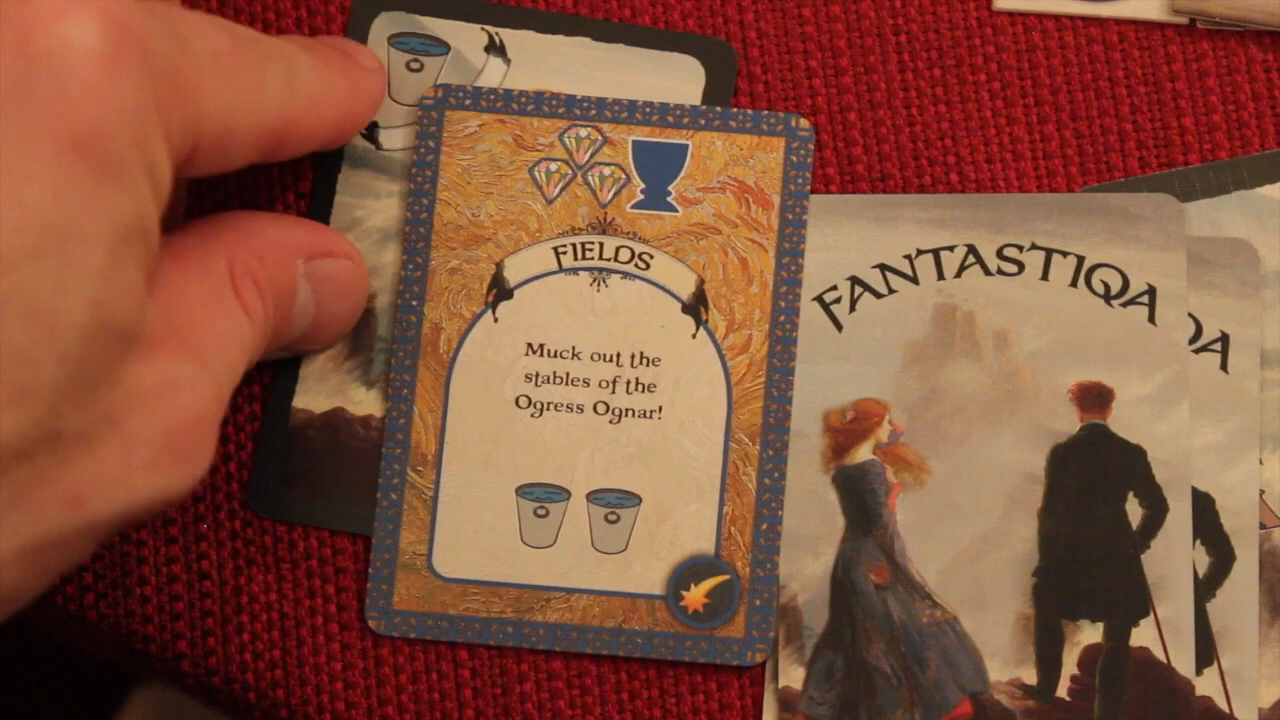 FIELDS
Muck out the
stables of the
Ogress Ognar!
FANTASTIQA
QA